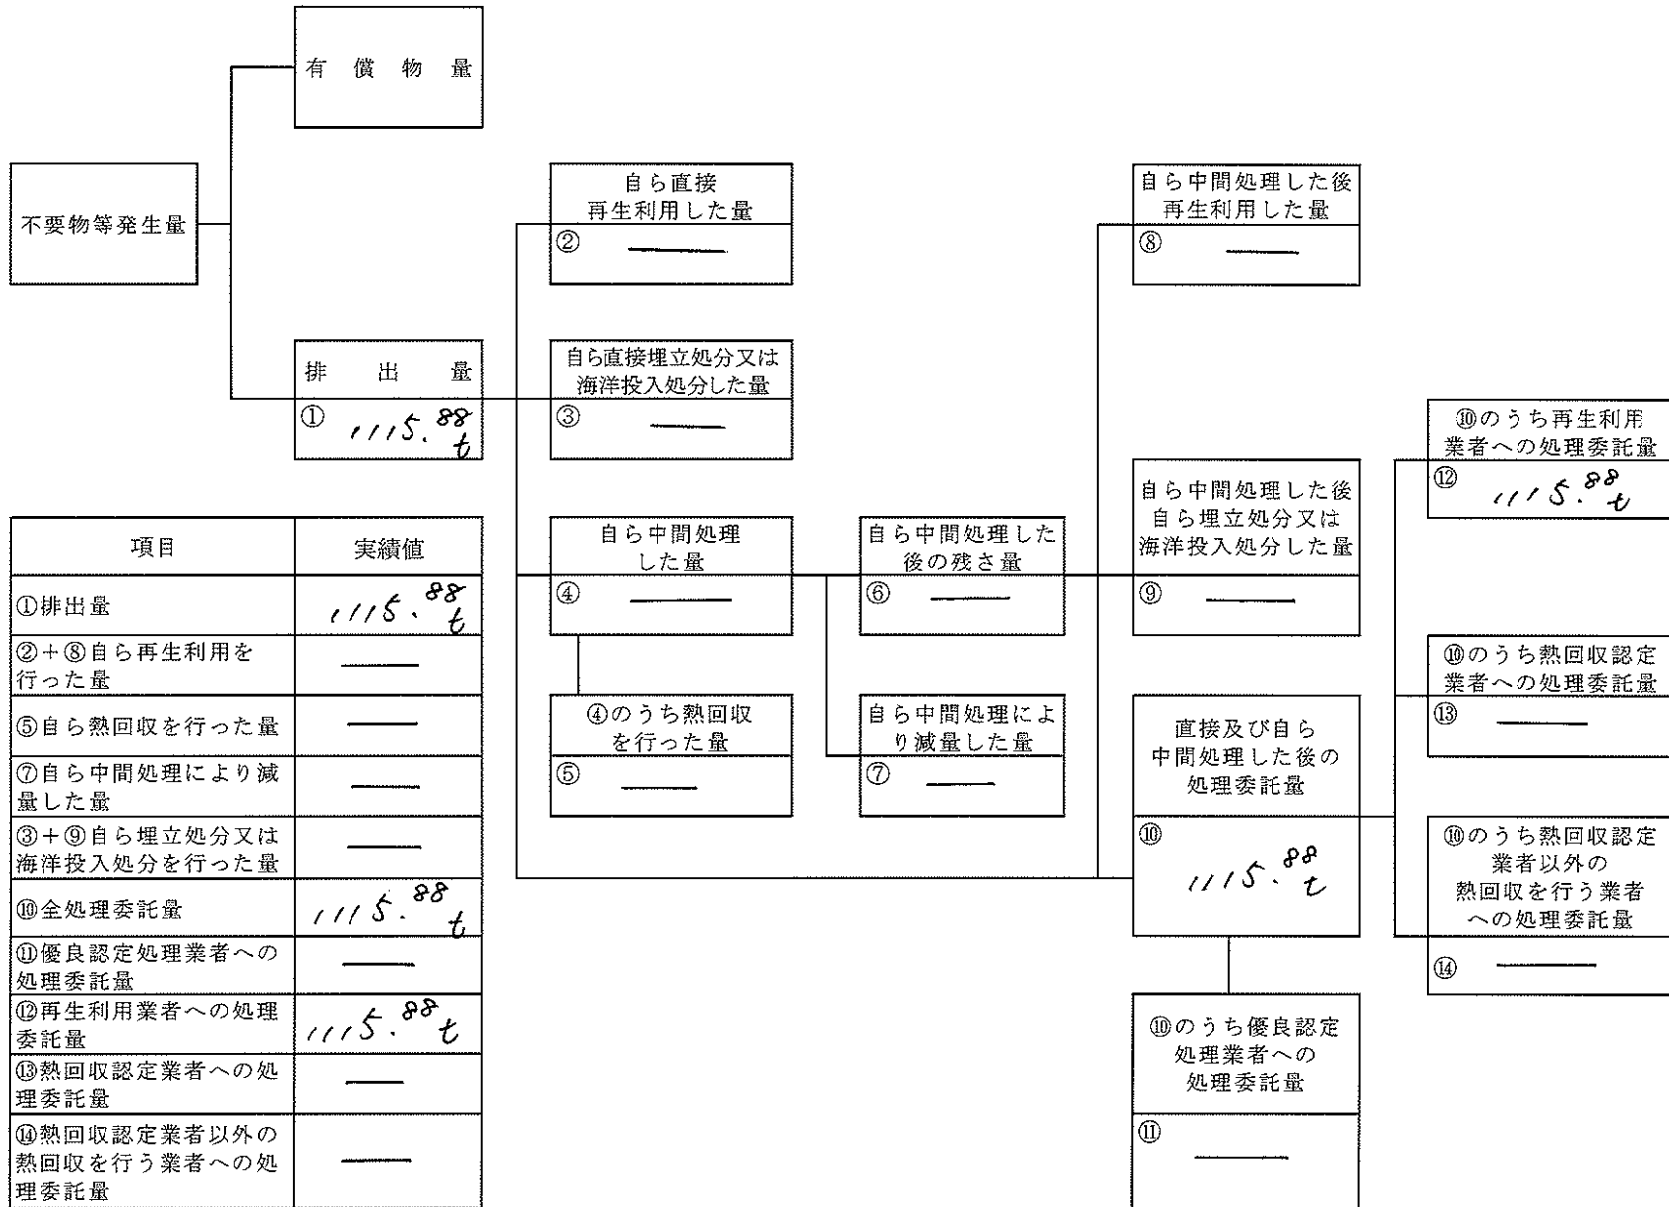 有償物量
不要物等発生量
自ら直接
再生利用した量
②
自ら中間処理した後
再生利用した量
⑧
排出量
① 1115.88t
自ら直接埋立処分又は
海洋投入処分した量
③
⑩のうち再生利用
業者への処理委託量
⑫ 1115.88t
自ら中間処理
した量
④
自ら中間処理した
後の残さ量
⑥
自ら中間処理した後
自ら埋立処分又は
海洋投入処分した量
⑨
④のうち熱回収
を行った量
⑤
自ら中間処理によ
り減量した量
⑦
直接及び自ら
中間処理した後の
処理委託量
⑩ 1115.88t
⑩のうち熱回収認定
業者への処理委託量
⑬
⑩のうち熱回収認定
業者以外の
熱回収を行う業者
への処理委託量
⑭
⑩のうち優良認定
処理業者への
処理委託量
⑪
項目 実績値
①排出量 1115.88t
②+⑧自ら再生利用を
行った量
⑤自ら熱回収を行った量
⑦自ら中間処理により減
量した量
③+⑨自ら埋立処分又は
海洋投入処分を行った量
⑩全処理委託量 1115.88t
⑪優良認定処理業者への
処理委託量
⑫再生利用業者への処理
委託量 1115.88t
⑬熱回収認定業者への処
理委託量
⑭熱回収認定業者以外の
熱回収を行う業者への処
理委託量